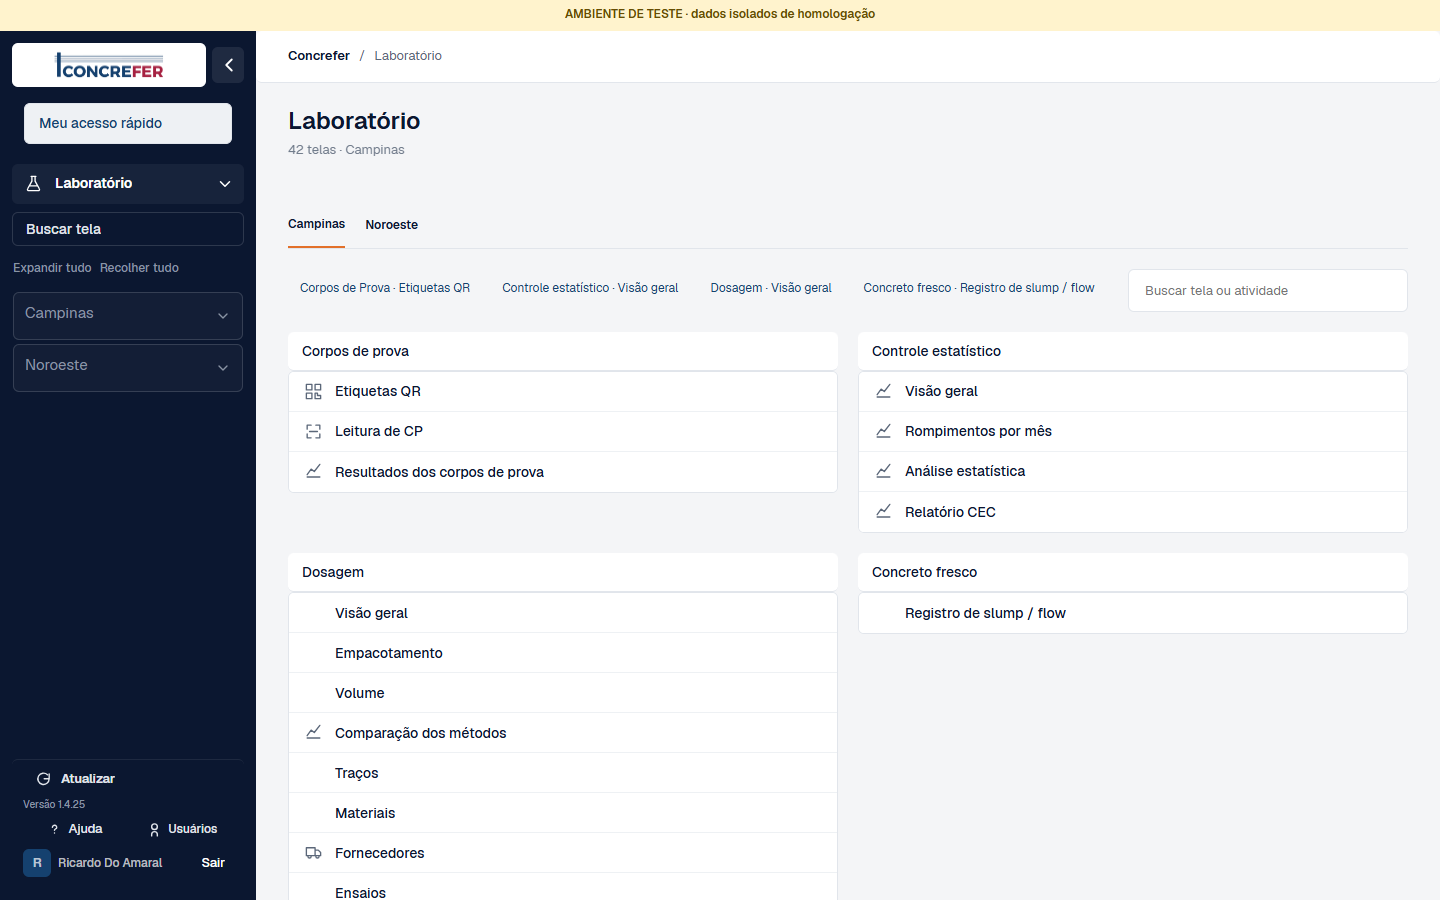 AMBIENTE DE TESTE · dados isolados de homologação
CONCREFER
Meu acesso rápido
Laboratório
Buscar tela
Expandir tudo Recolher tudo
Campinas
Noroeste
Atualizar
Versão 1.4.25
? Ajuda
Usuários
R Ricardo Do Amaral
Sair
Concrefer / Laboratório
Laboratório
42 telas · Campinas
Campinas
Noroeste
Corpos de Prova · Etiquetas QR
Controle estatístico · Visão geral
Dosagem · Visão geral
Concreto fresco · Registro de slump / flow
Buscar tela ou atividade
Corpos de prova
Etiquetas QR
Leitura de CP
Resultados dos corpos de prova
Controle estatístico
Visão geral
Rompimentos por mês
Análise estatística
Relatório CEC
Dosagem
Visão geral
Empacotamento
Volume
Comparação dos métodos
Traços
Materiais
Fornecedores
Ensaios
Concreto fresco
Registro de slump / flow